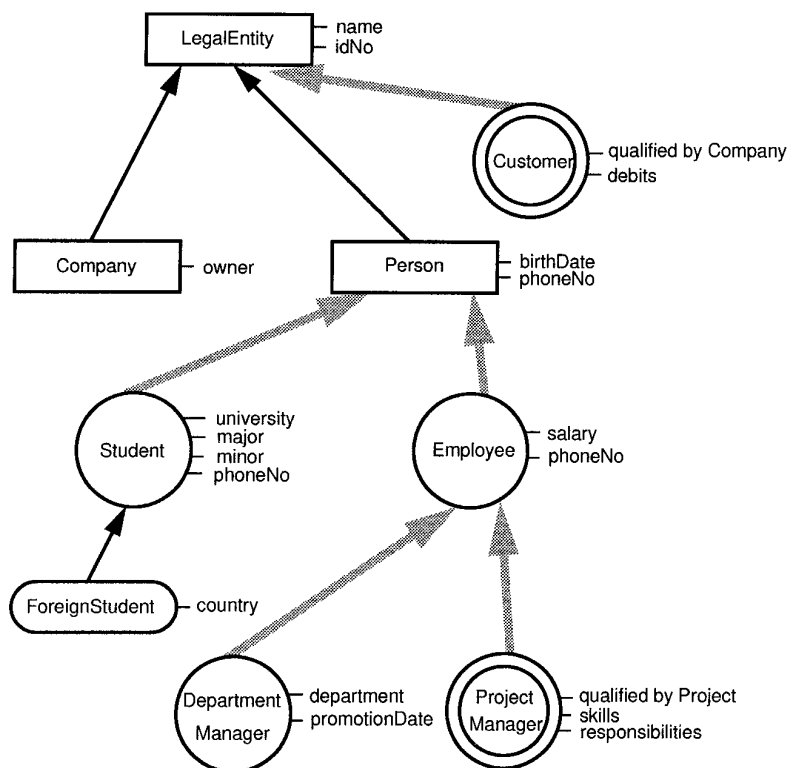 LegalEntity
name
idNo
Customer
qualified by Company
debits
Company
owner
Person
birthDate
phoneNo
Student
university
major
minor
phoneNo
Employee
salary
phoneNo
ForeignStudent
country
Department
Manager
department
promotionDate
Project
Manager
qualified by Project
skills
responsibilities